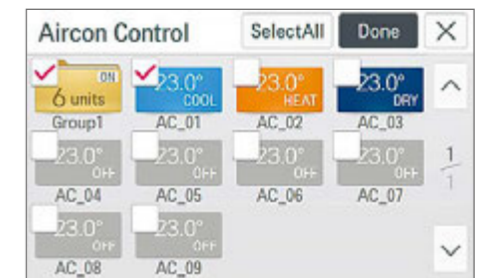 Aircon Control SelectAll Done
ON
6 units
Group1
23.0°
COOL
AC_01
23.0°
HEAT
AC_02
23.0°
DRY
AC_03
23.0°
OFF
AC_04
23.0°
OFF
AC_05
23.0°
OFF
AC_06
23.0°
OFF
AC_07
1
1
23.0°
OFF
AC_08
23.0°
OFF
AC_09